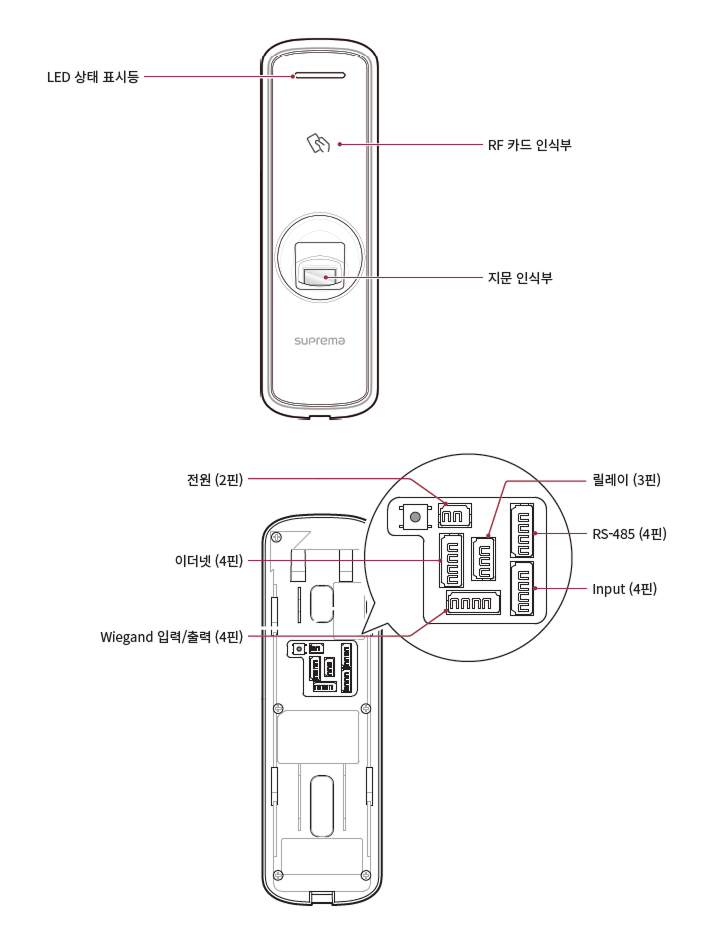 LED 상태 표시등
RF 카드 인식부
지문 인식부
suprema
전원 (2핀)
릴레이 (3핀)
RS-485 (4핀)
이더넷 (4핀)
Input (4핀)
Wiegand 입력/출력 (4핀)